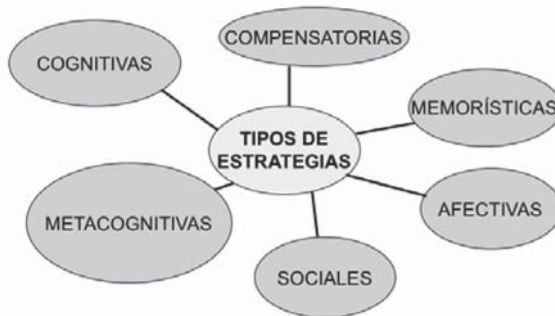 COMPENSATORIAS
COGNITIVAS
MEMORÍSTICAS
TIPOS DE
ESTRATEGIAS
METACOGNITIVAS
AFECTIVAS
SOCIALES